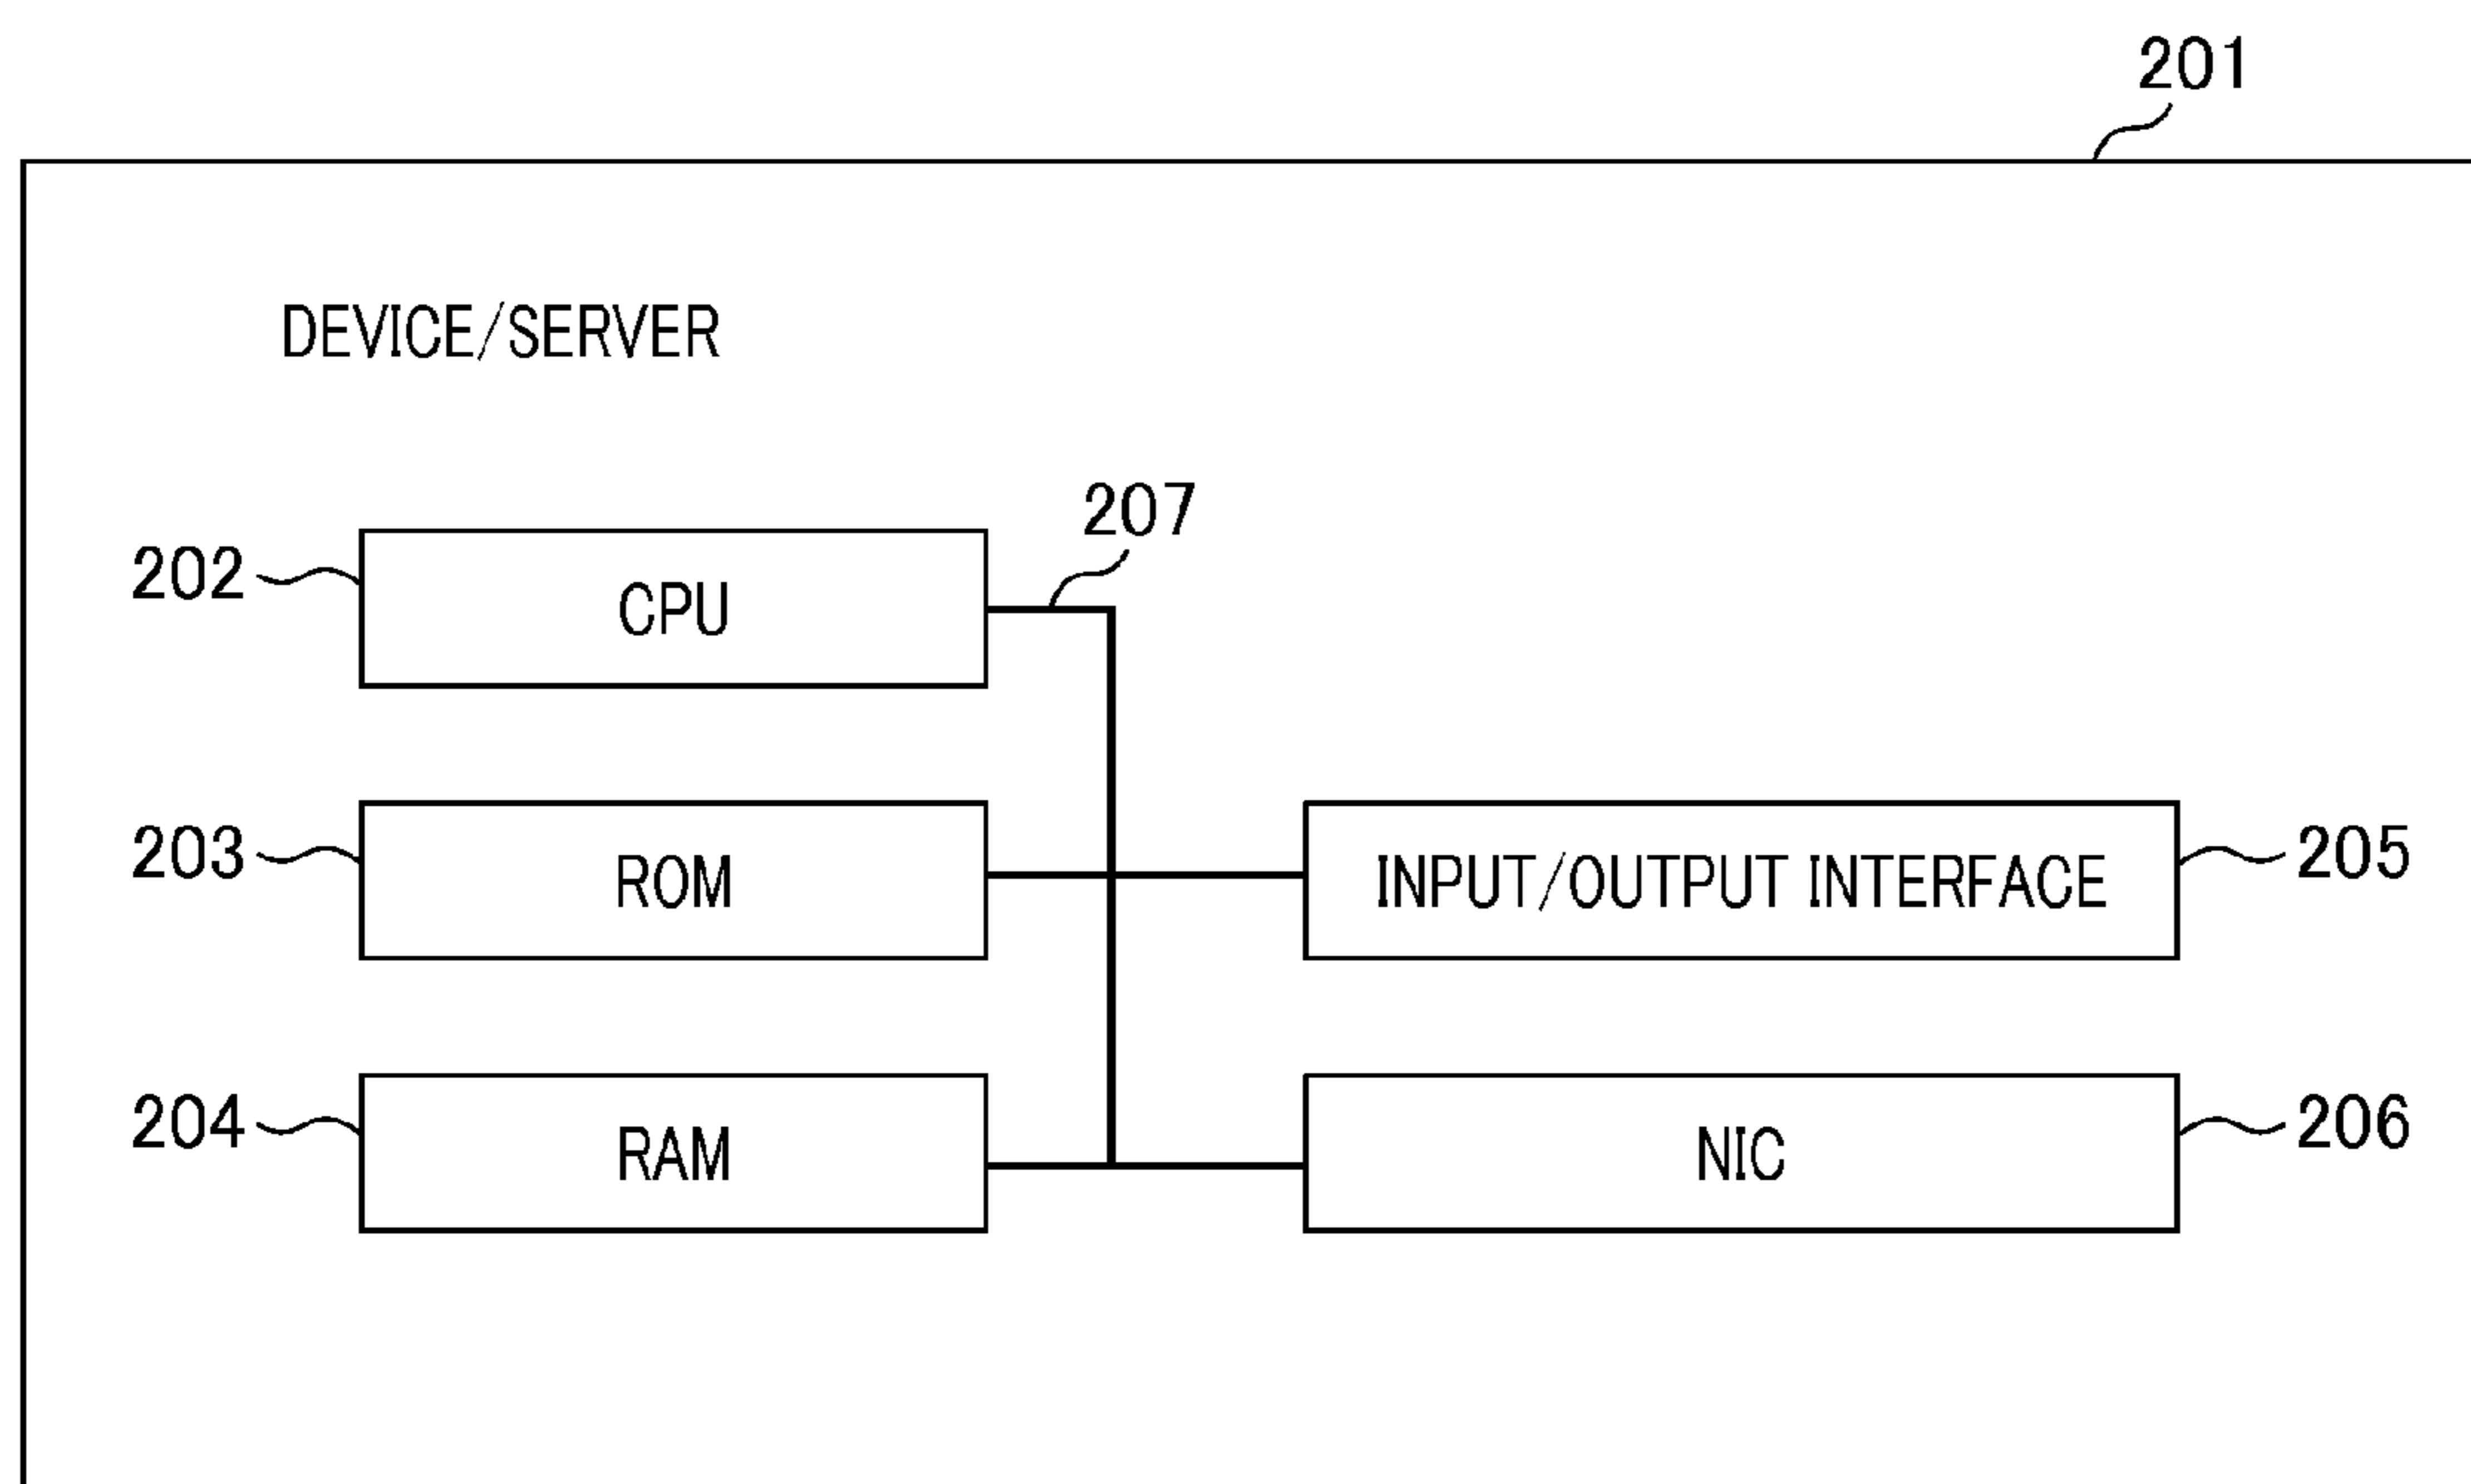 201
DEVICE/SERVER
207
202 CPU
203 ROM INPUT/OUTPUT INTERFACE 205
204 RAM NIC 206